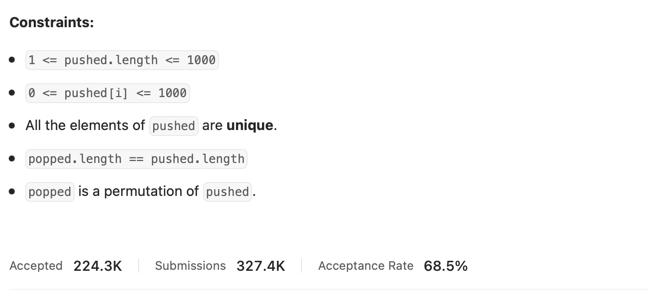 Constraints:
1 <= pushed.length <= 1000
0 <= pushed[i] <= 1000
All the elements of pushed are unique.
popped.length == pushed.length
popped is a permutation of pushed.
Accepted 224.3K Submissions 327.4K Acceptance Rate 68.5%